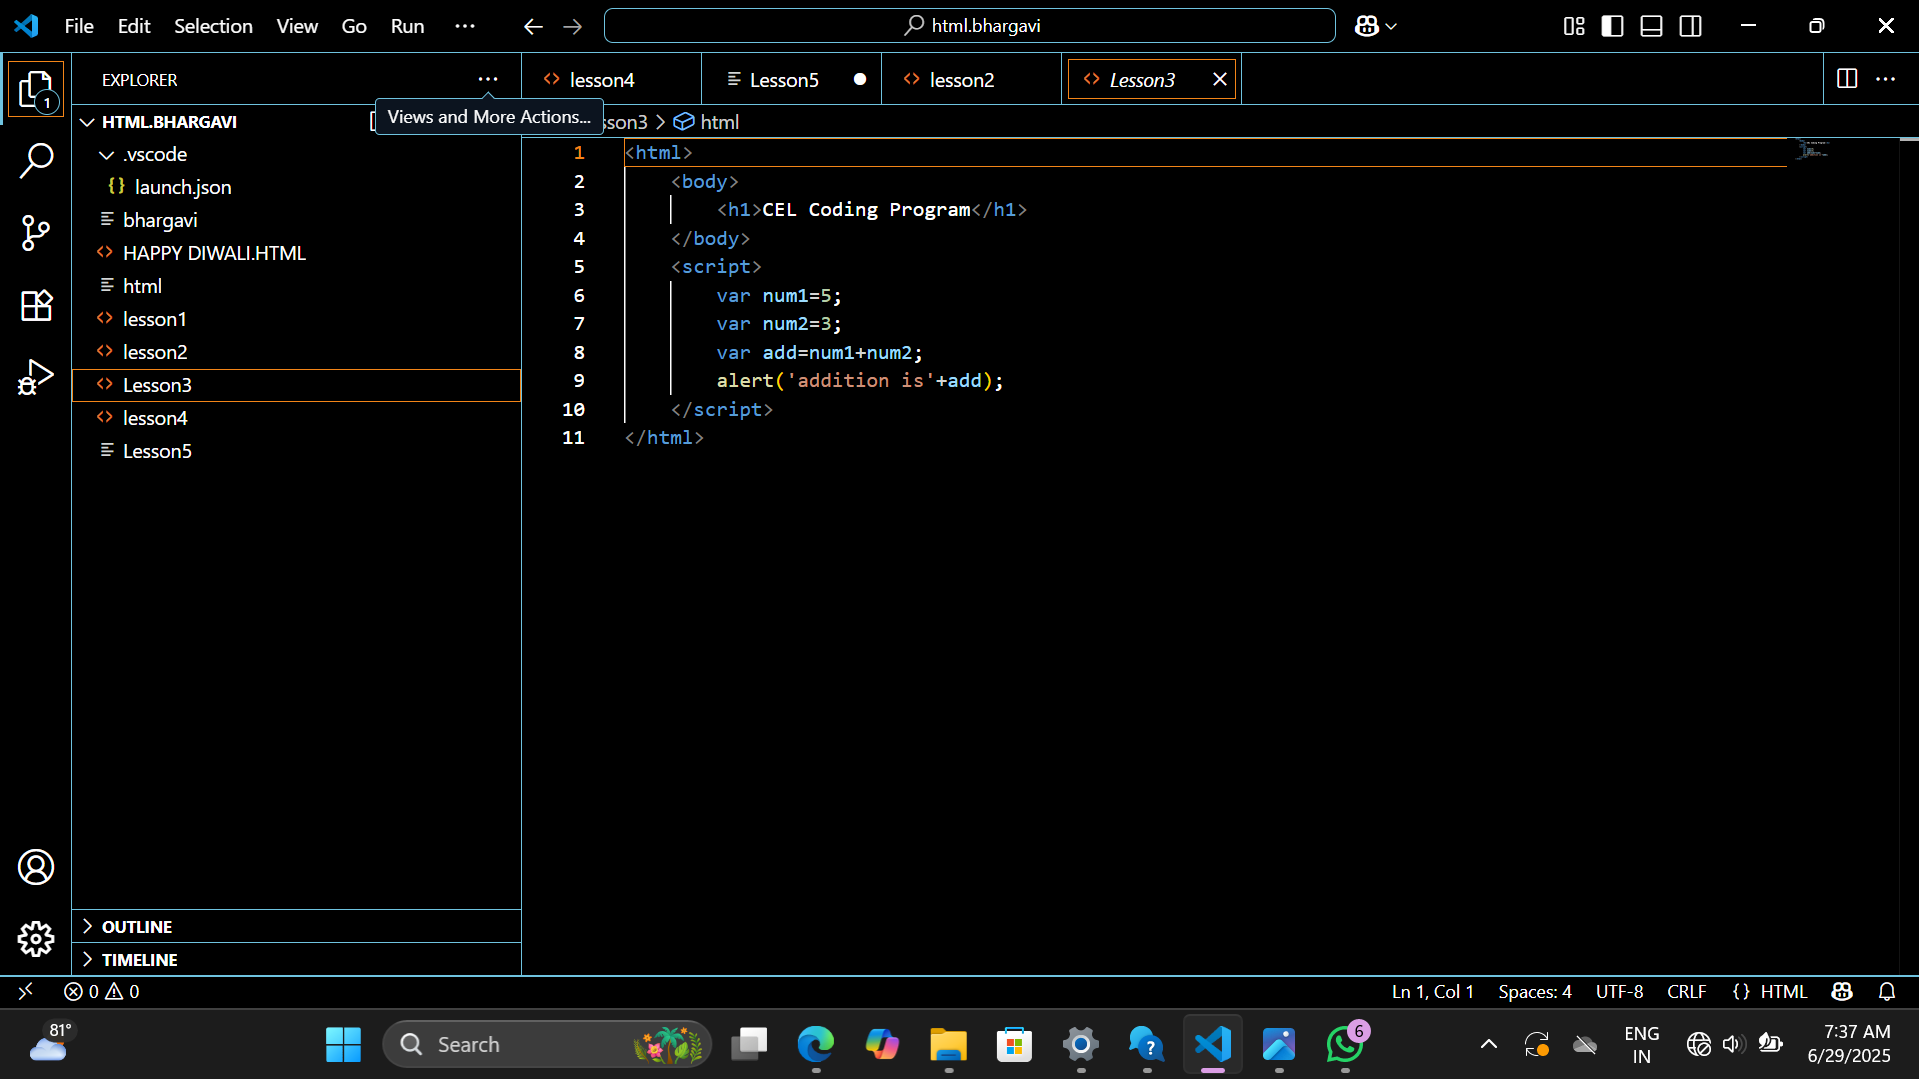 File Edit Selection View Go Run ··· html.bhargavi
EXPLORER
Views and More Actions...
HTML.BHARGAVI
.vscode
{} launch.json
bhargavi
HAPPY DIWALI.HTML
html
lesson1
lesson2
Lesson3
lesson4
Lesson5
OUTLINE
TIMELINE
lesson4 Lesson5 lesson2 Lesson3
sson3 > html
1 <html>
2 <body>
3 <h1>CEL Coding Program</h1>
4 </body>
5 <script>
6 var num1=5;
7 var num2=3;
8 var add=num1+num2;
9 alert('addition is'+add);
10 </script>
11 </html>
0 0 Ln 1, Col 1 Spaces: 4 UTF-8 CRLF {} HTML
81° Search 6 ENG IN 7:37 AM
6/29/2025
1